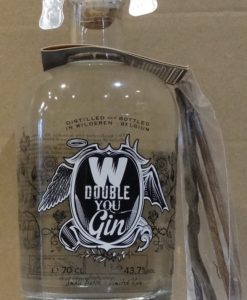 DISTILLED AND BOTTLED
IN WILDEREN - BELGIUM
W
DOUBLE
YOU
Gin
70 CL
43,7%